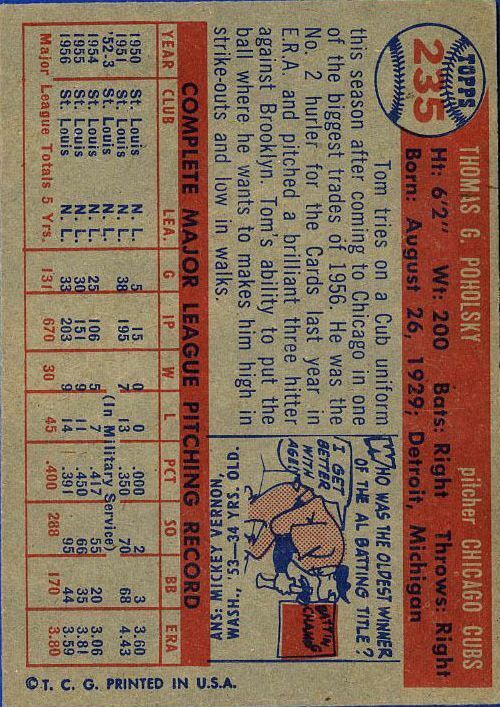 TOPPS
235
THOMAS G. POHOLSKY pitcher CHICAGO CUBS
Ht: 6'2" Wt: 200 Bats: Right Throws: Right
Born: August 26, 1929; Detroit, Michigan
Tom tries on a Cub uniform
this season after coming to Chicago in one
of the biggest trades of 1956. He was the
No. 2 hurler for the Cards last year in
E.R.A. and pitched a brilliant three hitter
against Brooklyn. Tom's ability to put the
ball where he wants to makes him high in
strike-outs and low in walks.
WHO WAS THE OLDEST WINNER
OF THE AL BATTING TITLE?
I GET
BETTER
WITH
AGE!
BATTING
CHAMP
ANS: MICKEY VERNON,
WASH., '53—34 YRS. OLD.
COMPLETE MAJOR LEAGUE PITCHING RECORD
YEAR CLUB LEA. G IP W L PCT SO BB ERA
1950 St. Louis N. L. 5 15 0 0 .000 2 3 3.60
1951 St. Louis N. L. 38 195 7 13 .350 70 68 4.43
'52-3 St. Louis N. L. (In Military Service)
1954 St. Louis N. L. 25 106 5 7 .417 55 20 3.06
1955 St. Louis N. L. 30 151 9 11 .450 66 35 3.81
1956 St. Louis N. L. 33 203 9 14 .391 95 44 3.59
Major League Totals 5 Yrs. 131 670 30 45 .400 288 170 3.80
© T. C. G. PRINTED IN U.S.A.